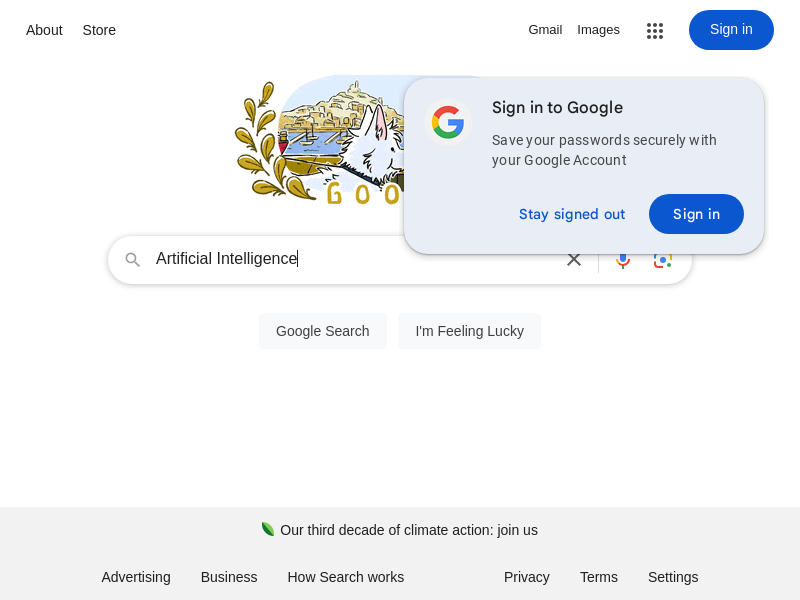 About Store Gmail Images Sign in
Sign in to Google
Save your passwords securely with
your Google Account
Stay signed out Sign in
G O O
Artificial Intelligence
Google Search I'm Feeling Lucky
Our third decade of climate action: join us
Advertising Business How Search works Privacy Terms Settings